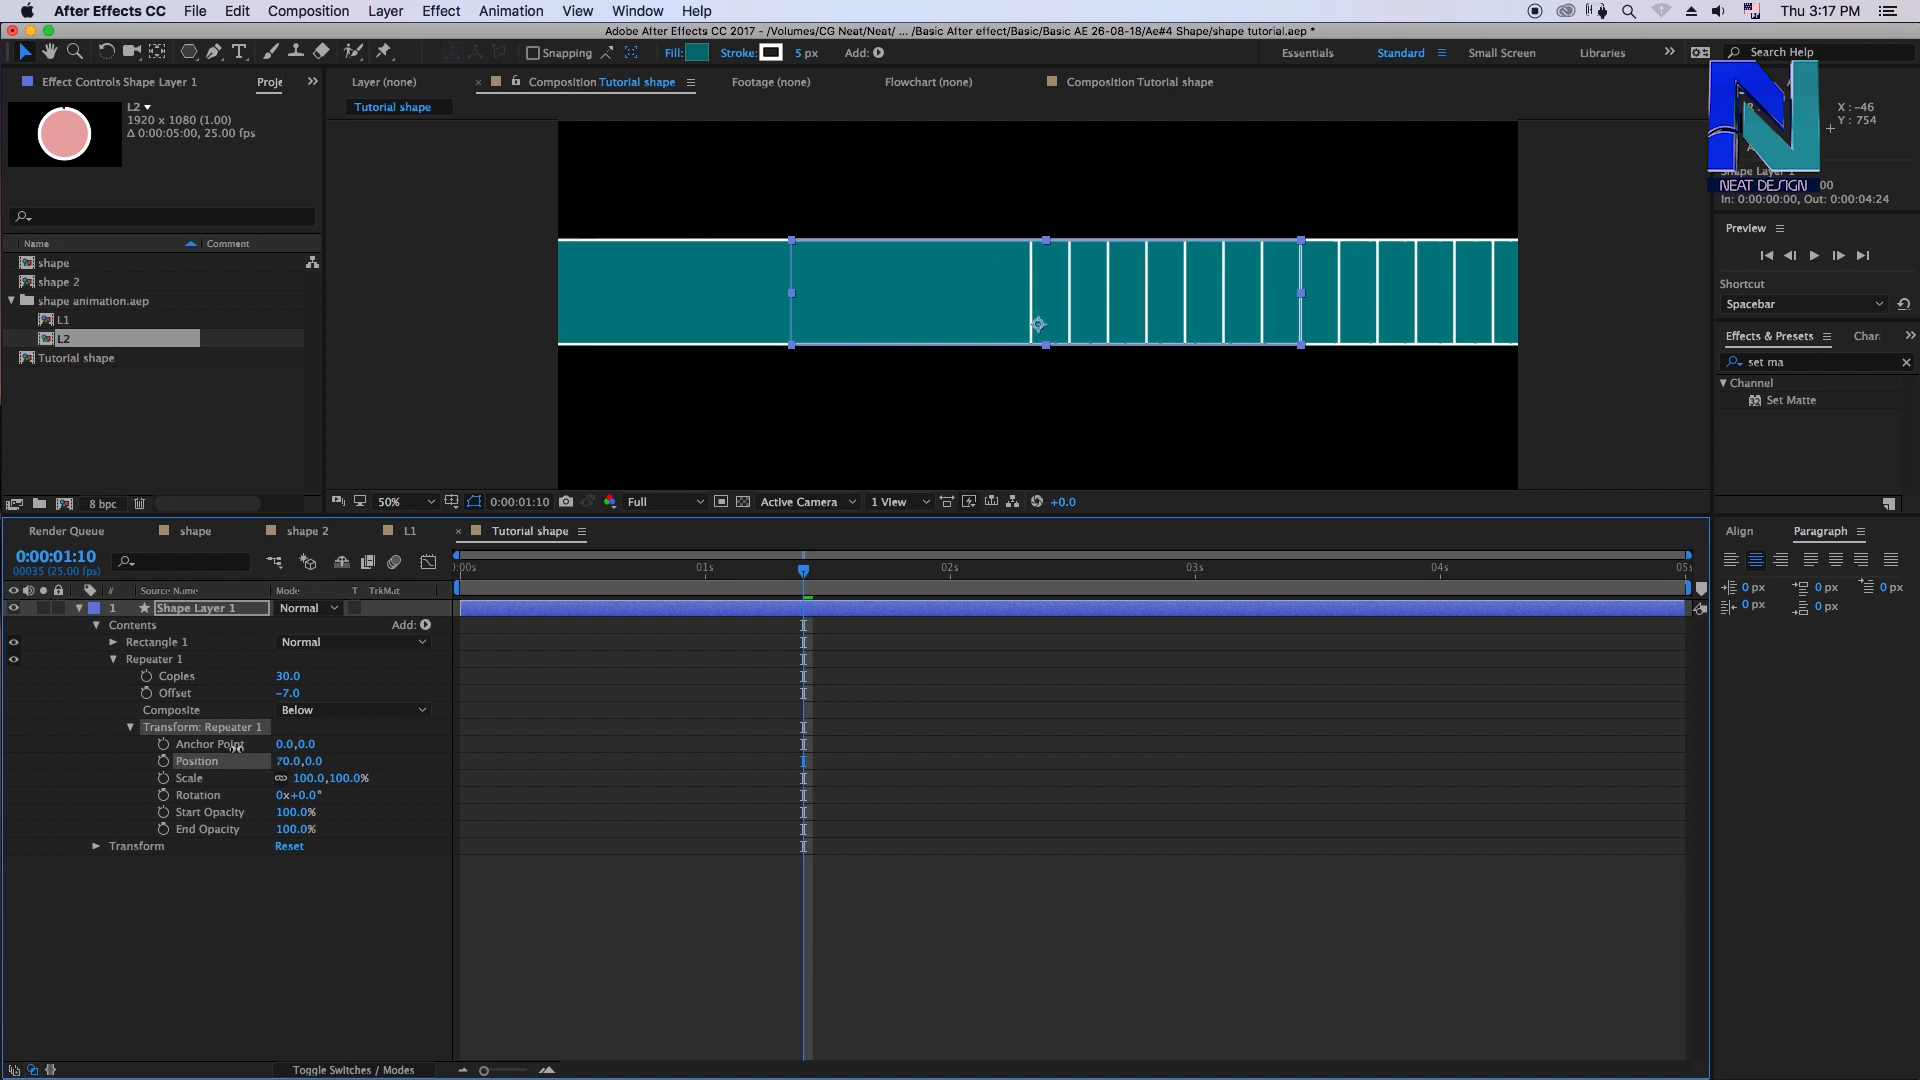 After Effects CC File Edit Composition Layer Effect Animation View Window Help Thu 3:17 PM
Adobe After Effects CC 2017 - /Volumes/CG Neat/Neat/ ... /Basic After effect/Basic/Basic AE 26-08-18/Ae#4 Shape/shape tutorial.aep *
Snapping Fill: Stroke: 5 px Add: Essentials Standard Small Screen Libraries Search Help
Effect Controls Shape Layer 1 Proje Layer (none) Composition Tutorial shape Footage (none) Flowchart (none) Composition Tutorial shape
L2
1920 x 1080 (1.00)
Δ 0:00:05:00, 25.00 fps
Tutorial shape
X : -46
Y : 754
Shape Layer 1
NEAT DESIGN 00
In: 0:00:00:00, Out: 0:00:04:24
Name Comment
shape
shape 2
shape animation.aep
L1
L2
Tutorial shape
Preview
Shortcut
Spacebar
Effects & Presets Char
set ma
Channel
32 Set Matte
8 bpc 50% 0:00:01:10 Full Active Camera 1 View +0.0
Render Queue shape shape 2 L1 Tutorial shape
0:00:01:10
00035 (25.00 fps)
:00s 01s 02s 03s 04s 05s
# Source Name Mode T TrkMat
1 Shape Layer 1 Normal
Contents Add:
Rectangle 1 Normal
Repeater 1
Copies 30.0
Offset -7.0
Composite Below
Transform: Repeater 1
Anchor Point 0.0,0.0
Position 70.0,0.0
Scale 100.0,100.0%
Rotation 0x+0.0°
Start Opacity 100.0%
End Opacity 100.0%
Transform Reset
Toggle Switches / Modes
Align Paragraph
0 px 0 px 0 px
0 px 0 px